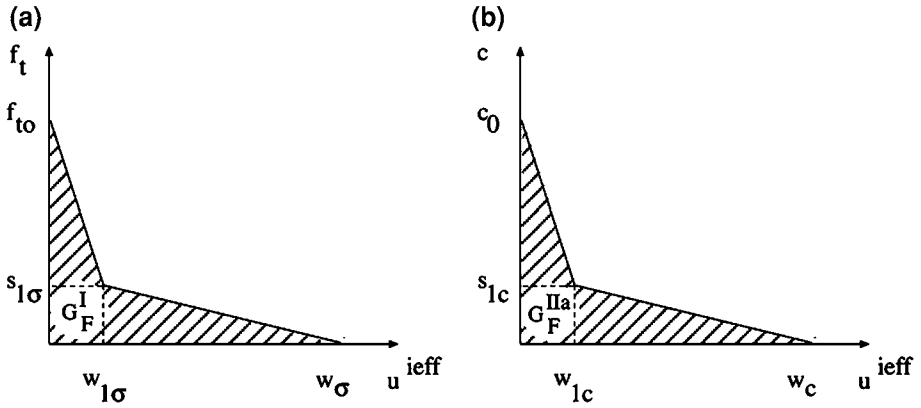 (a)
f_t
f_to
s_1σ
G_F^I
w_1σ
w_σ
u^ieff
(b)
c
c_0
s_1c
G_F^IIa
w_1c
w_c
u^ieff